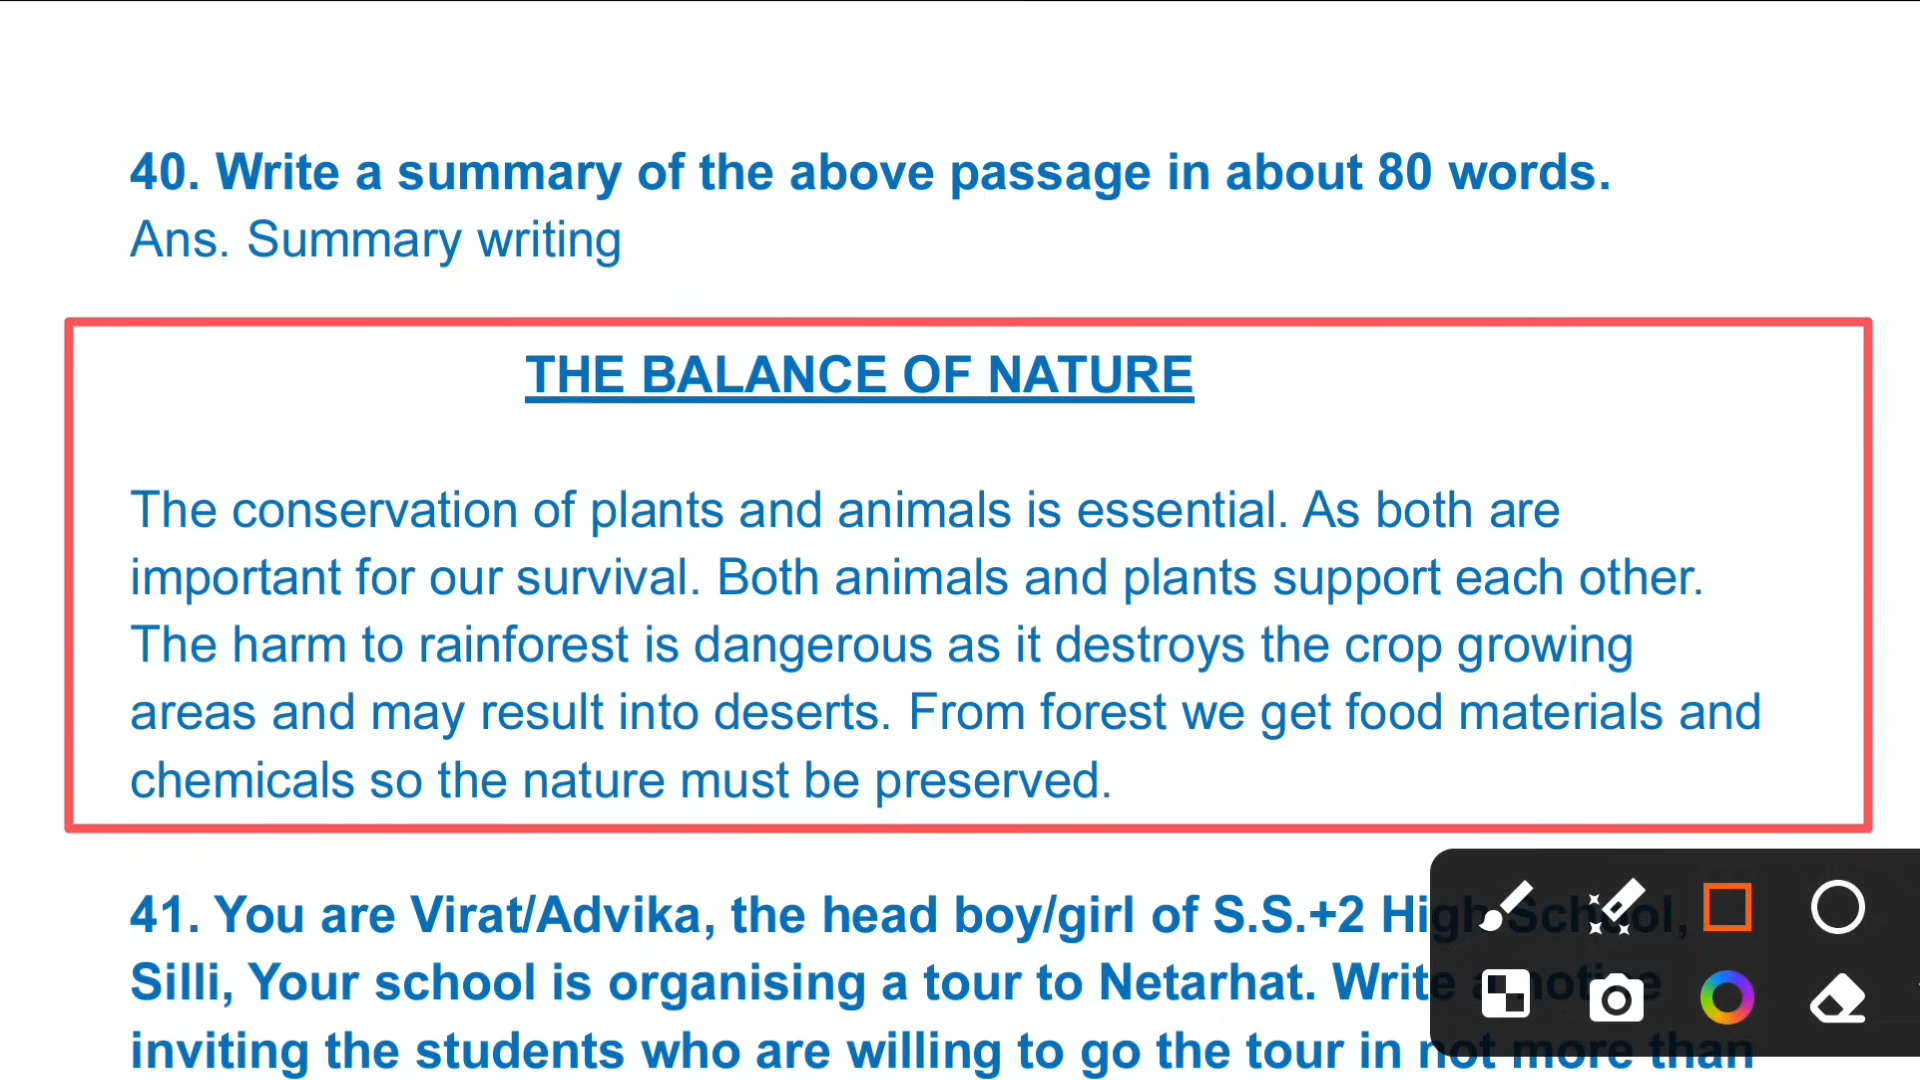 40. Write a summary of the above passage in about 80 words.
Ans. Summary writing
THE BALANCE OF NATURE
The conservation of plants and animals is essential. As both are
important for our survival. Both animals and plants support each other.
The harm to rainforest is dangerous as it destroys the crop growing
areas and may result into deserts. From forest we get food materials and
chemicals so the nature must be preserved.
41. You are Virat/Advika, the head boy/girl of S.S.+2 High School,
Silli, Your school is organising a tour to Netarhat. Write a notice
inviting the students who are willing to go the tour in not more than